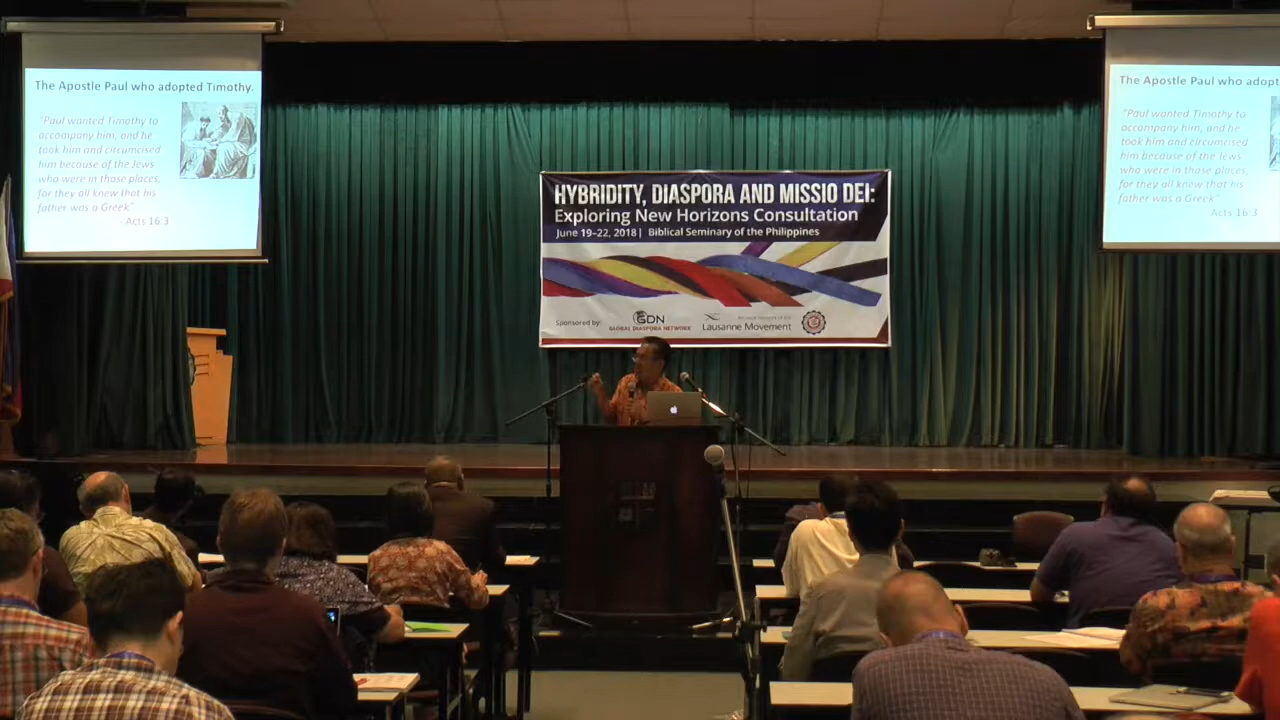 The Apostle Paul who adopted Timothy.
"Paul wanted Timothy to
accompany him, and he
took him and circumcised
him because of the Jews
who were in those places,
for they all knew that his
father was a Greek"
- Acts 16:3
HYBRIDITY, DIASPORA AND MISSIO DEI:
Exploring New Horizons Consultation
June 19-22, 2018 | Biblical Seminary of the Philippines
Sponsored by:
GDN
GLOBAL DIASPORA NETWORK
Lausanne Movement
The Apostle Paul who adopt
"Paul wanted Timothy to
accompany him, and he
took him and circumcised
him because of the Jews
who were in those places,
for they all knew that his
father was a Greek"
Acts 16:3